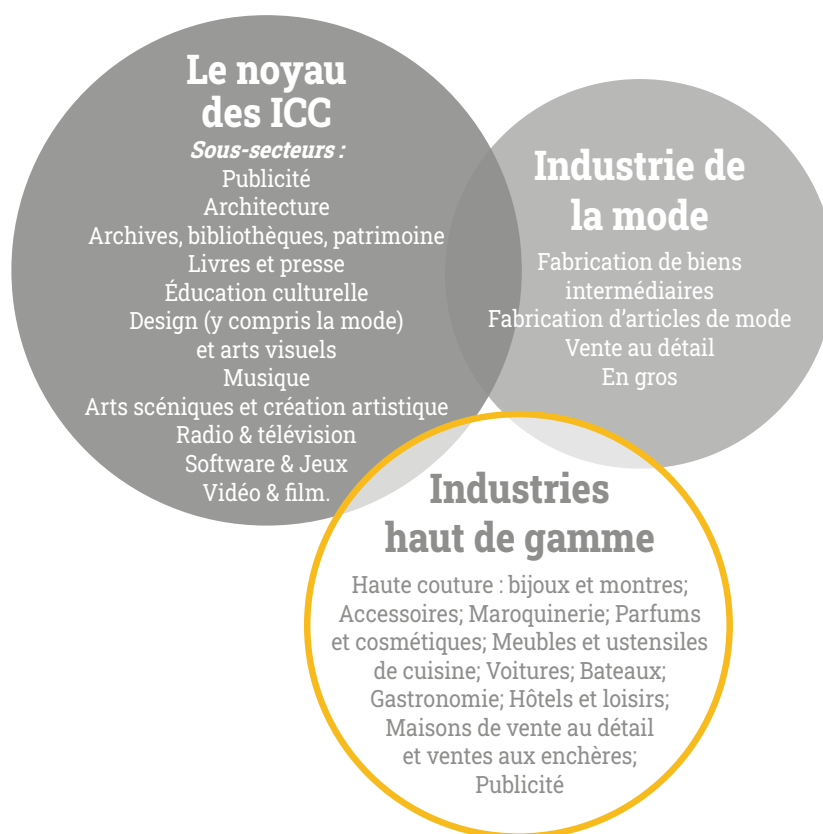 Le noyau
des ICC
Sous-secteurs :
Publicité
Architecture
Archives, bibliothèques, patrimoine
Livres et presse
Éducation culturelle
Design (y compris la mode)
et arts visuels
Musique
Arts scéniques et création artistique
Radio & télévision
Software & Jeux
Vidéo & film.
Industrie de
la mode
Fabrication de biens
intermédiaires
Fabrication d’articles de mode
Vente au détail
En gros
Industries
haut de gamme
Haute couture : bijoux et montres;
Accessoires; Maroquinerie; Parfums
et cosmétiques; Meubles et ustensiles
de cuisine; Voitures; Bateaux;
Gastronomie; Hôtels et loisirs;
Maisons de vente au détail
et ventes aux enchères;
Publicité